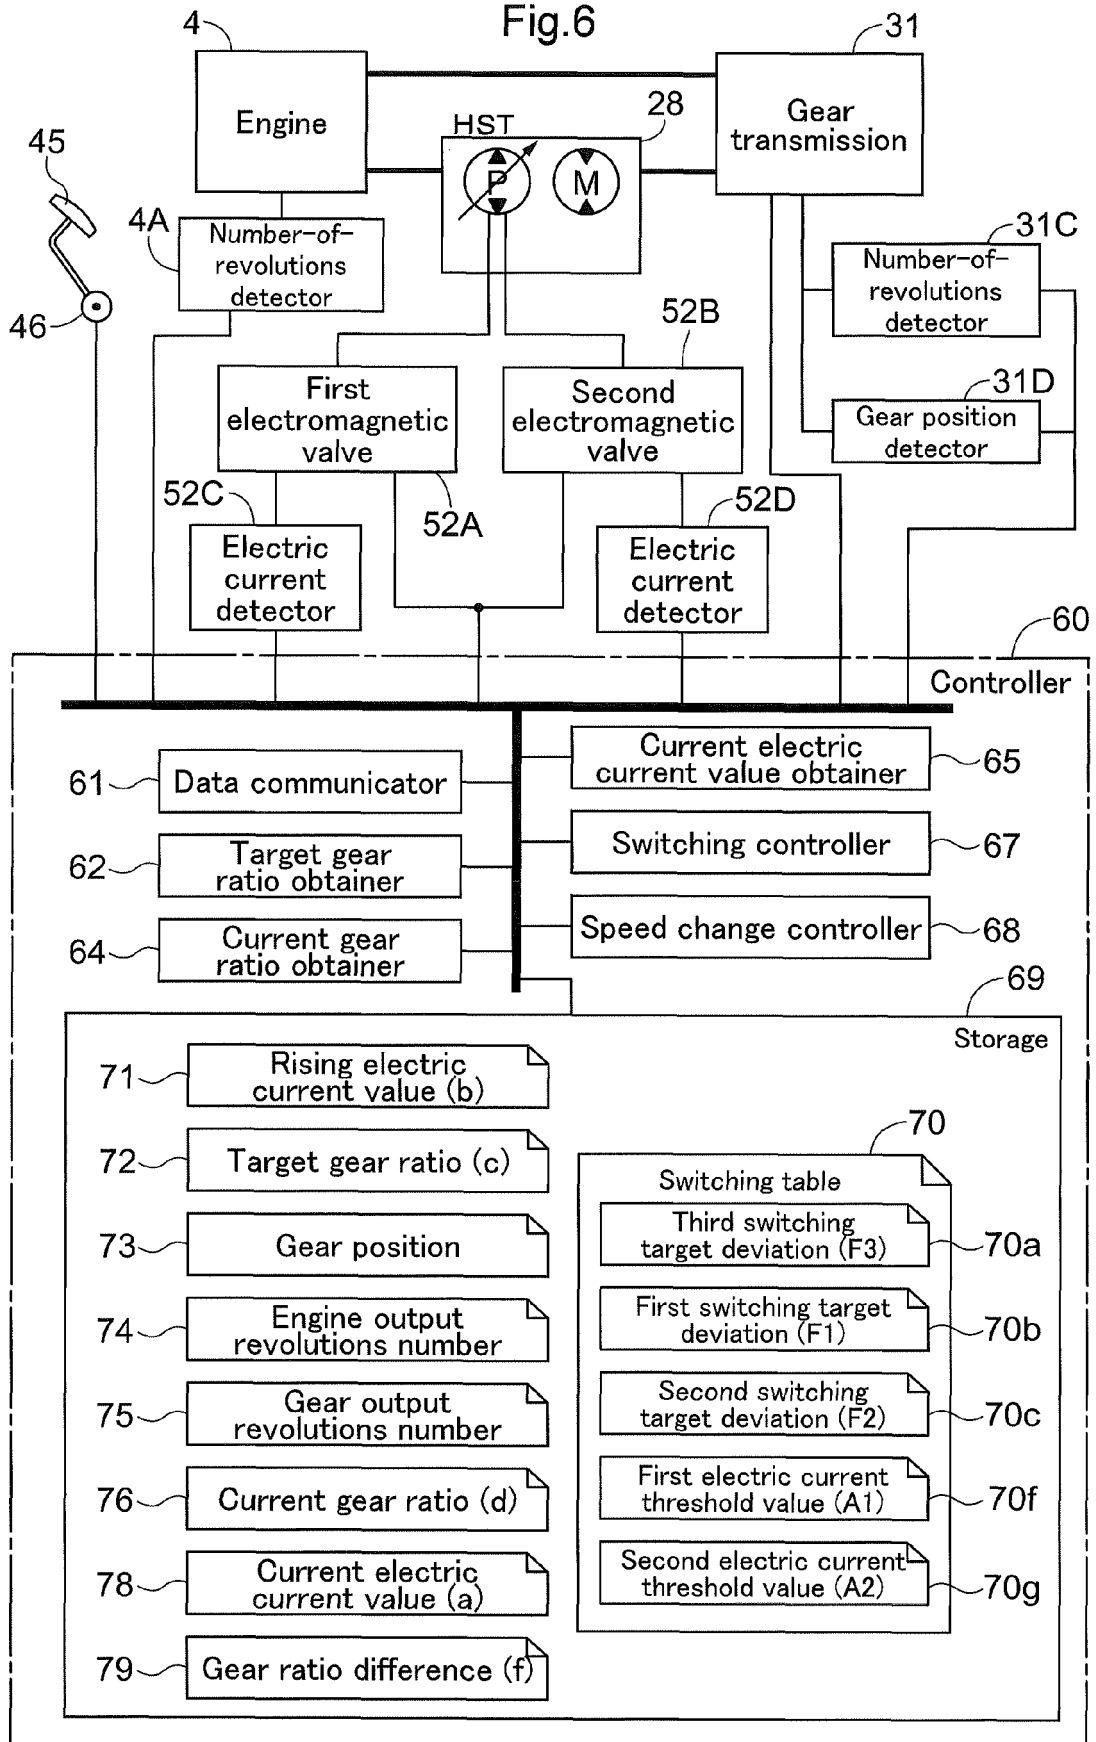 Fig.6
4
31
Engine
HST
28
Gear
transmission
P
M
45
4A
Number-of-
revolutions
detector
31C
Number-of-
revolutions
detector
46
52B
31D
First
electromagnetic
valve
Second
electromagnetic
valve
Gear position
detector
52C
52A
52D
Electric
current
detector
Electric
current
detector
60
Controller
61
Data communicator
Current electric
current value obtainer
65
62
Target gear
ratio obtainer
Switching controller
67
64
Current gear
ratio obtainer
Speed change controller
68
69
Storage
71
Rising electric
current value (b)
72
Target gear ratio (c)
73
Gear position
74
Engine output
revolutions number
75
Gear output
revolutions number
76
Current gear ratio (d)
78
Current electric
current value (a)
79
Gear ratio difference (f)
70
Switching table
Third switching
target deviation (F3)
70a
First switching target
deviation (F1)
70b
Second switching
target deviation (F2)
70c
First electric current
threshold value (A1)
70f
Second electric current
threshold value (A2)
70g